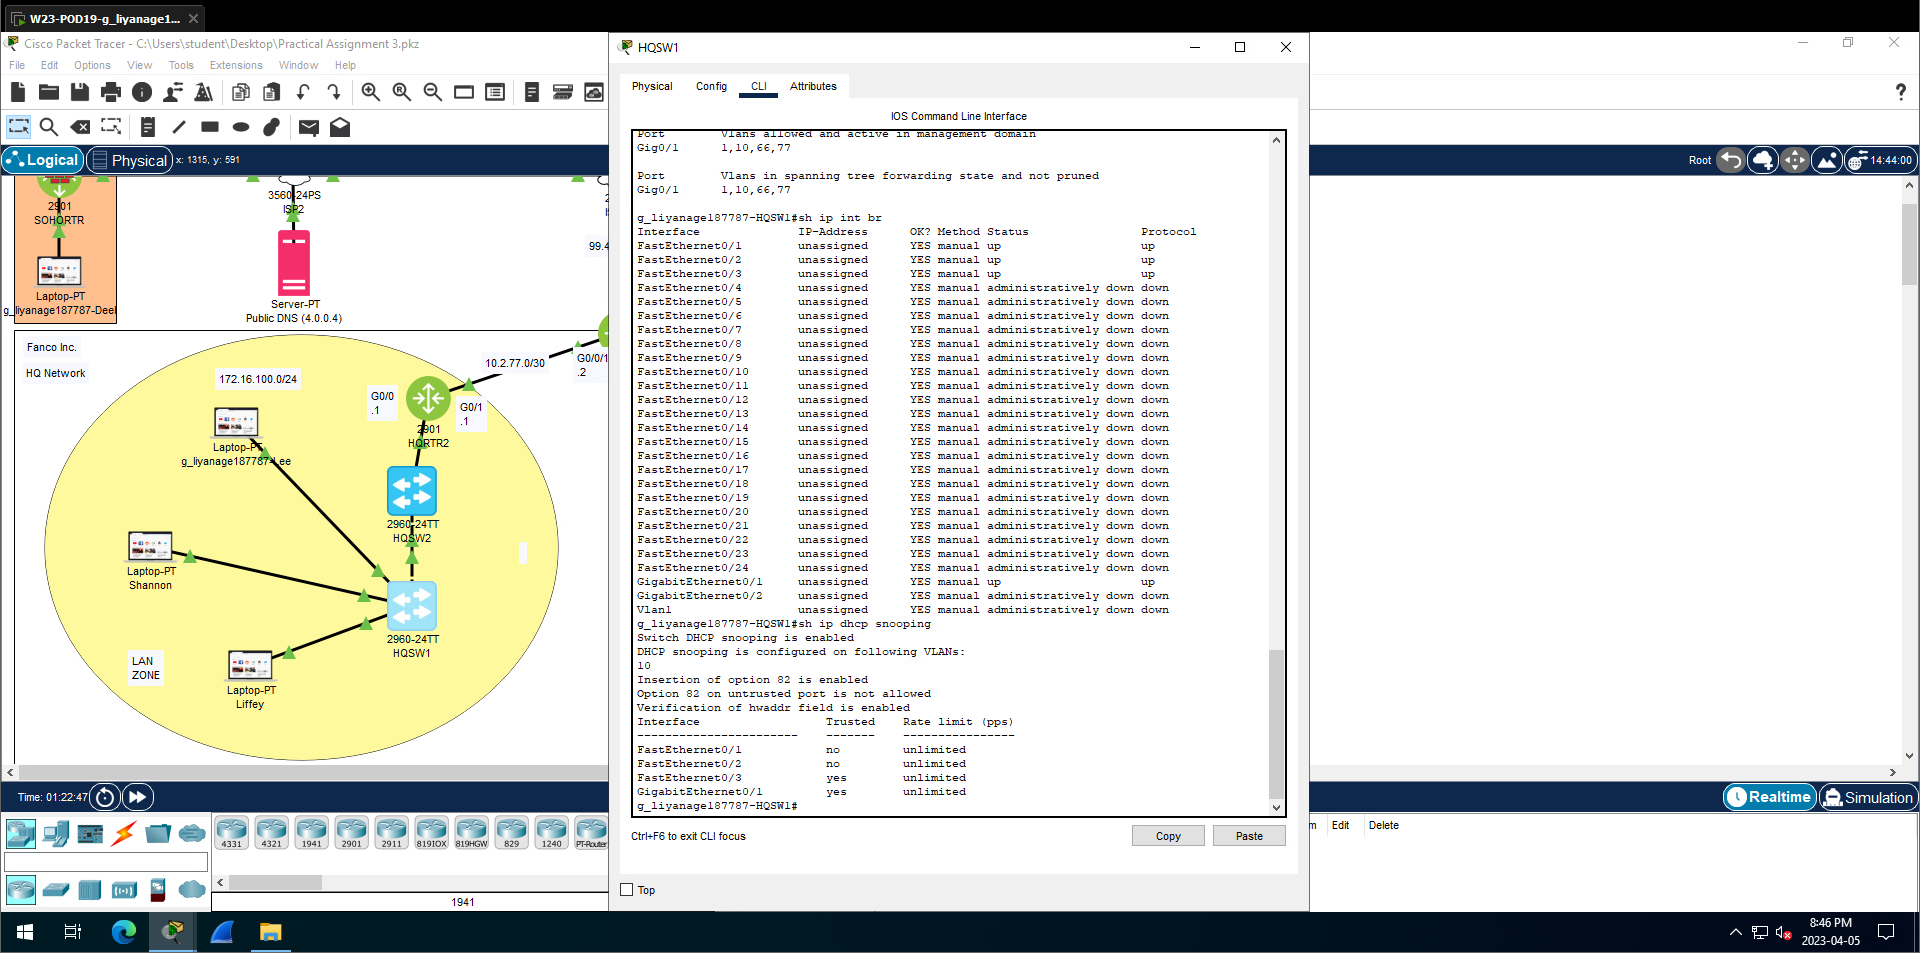 W23-POD19-g_liyanage1...
Cisco Packet Tracer - C:\Users\student\Desktop\Practical Assignment 3.pkz
File Edit Options View Tools Extensions Window Help
Logical Physical x: 1315, y: 591
Root 14:44:00
2901
SOHORTR
Laptop-PT
g_liyanage187787-Deel
3560-24PS
ISP2
Server-PT
Public DNS (4.0.0.4)
99.4
Fanco Inc.
HQ Network
172.16.100.0/24
10.2.77.0/30
G0/0/1
.2
G0/0
.1
G0/1
.1
2901
HQRTR2
Laptop-PT
g_liyanage187787-Lee
2960-24TT
HQSW2
Laptop-PT
Shannon
2960-24TT
HQSW1
LAN
ZONE
Laptop-PT
Liffey
Time: 01:22:47
Realtime Simulation
4331 4321 1941 2901 2911 819IOX 819HGW 829 1240 PT-Router
1941
Edit Delete
HQSW1
Physical Config CLI Attributes
IOS Command Line Interface
Port Vlans allowed and active in management domain
Gig0/1 1,10,66,77
Port Vlans in spanning tree forwarding state and not pruned
Gig0/1 1,10,66,77
g_liyanage187787-HQSW1#sh ip int br
Interface IP-Address OK? Method Status Protocol
FastEthernet0/1 unassigned YES manual up up
FastEthernet0/2 unassigned YES manual up up
FastEthernet0/3 unassigned YES manual up up
FastEthernet0/4 unassigned YES manual administratively down down
FastEthernet0/5 unassigned YES manual administratively down down
FastEthernet0/6 unassigned YES manual administratively down down
FastEthernet0/7 unassigned YES manual administratively down down
FastEthernet0/8 unassigned YES manual administratively down down
FastEthernet0/9 unassigned YES manual administratively down down
FastEthernet0/10 unassigned YES manual administratively down down
FastEthernet0/11 unassigned YES manual administratively down down
FastEthernet0/12 unassigned YES manual administratively down down
FastEthernet0/13 unassigned YES manual administratively down down
FastEthernet0/14 unassigned YES manual administratively down down
FastEthernet0/15 unassigned YES manual administratively down down
FastEthernet0/16 unassigned YES manual administratively down down
FastEthernet0/17 unassigned YES manual administratively down down
FastEthernet0/18 unassigned YES manual administratively down down
FastEthernet0/19 unassigned YES manual administratively down down
FastEthernet0/20 unassigned YES manual administratively down down
FastEthernet0/21 unassigned YES manual administratively down down
FastEthernet0/22 unassigned YES manual administratively down down
FastEthernet0/23 unassigned YES manual administratively down down
FastEthernet0/24 unassigned YES manual administratively down down
GigabitEthernet0/1 unassigned YES manual up up
GigabitEthernet0/2 unassigned YES manual administratively down down
Vlan1 unassigned YES manual administratively down down
g_liyanage187787-HQSW1#sh ip dhcp snooping
Switch DHCP snooping is enabled
DHCP snooping is configured on following VLANs:
10
Insertion of option 82 is enabled
Option 82 on untrusted port is not allowed
Verification of hwaddr field is enabled
Interface Trusted Rate limit (pps)
----------------------- ------- ----------------
FastEthernet0/1 no unlimited
FastEthernet0/2 no unlimited
FastEthernet0/3 yes unlimited
GigabitEthernet0/1 yes unlimited
g_liyanage187787-HQSW1#
Ctrl+F6 to exit CLI focus
Copy Paste
Top
8:46 PM
2023-04-05